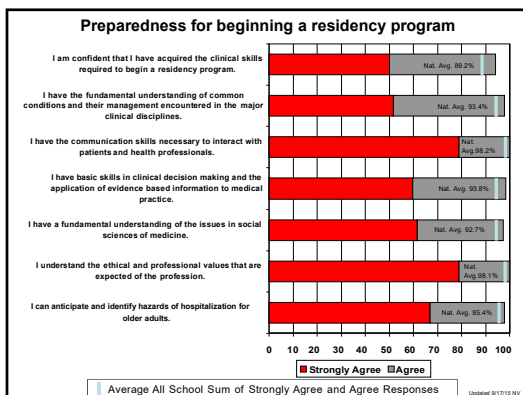 Preparedness for beginning a residency program
I am confident that I have acquired the clinical skills
required to begin a residency program.
Nat. Avg. 89.2%
I have the fundamental understanding of common
conditions and their management encountered in the major
clinical disciplines.
Nat. Avg. 93.4%
I have the communication skills necessary to interact with
patients and health professionals.
Nat.
Avg.98.2%
I have basic skills in clinical decision making and the
application of evidence based information to medical
practice.
Nat. Avg. 93.8%
I have a fundamental understanding of the issues in social
sciences of medicine.
Nat. Avg. 92.7%
I understand the ethical and professional values that are
expected of the profession.
Nat.
Avg.98.1%
I can anticipate and identify hazards of hospitalization for
older adults.
Nat. Avg. 95.4%
0 10 20 30 40 50 60 70 80 90 100
Strongly Agree Agree
Average All School Sum of Strongly Agree and Agree Responses
Updated 9/17/15 NV